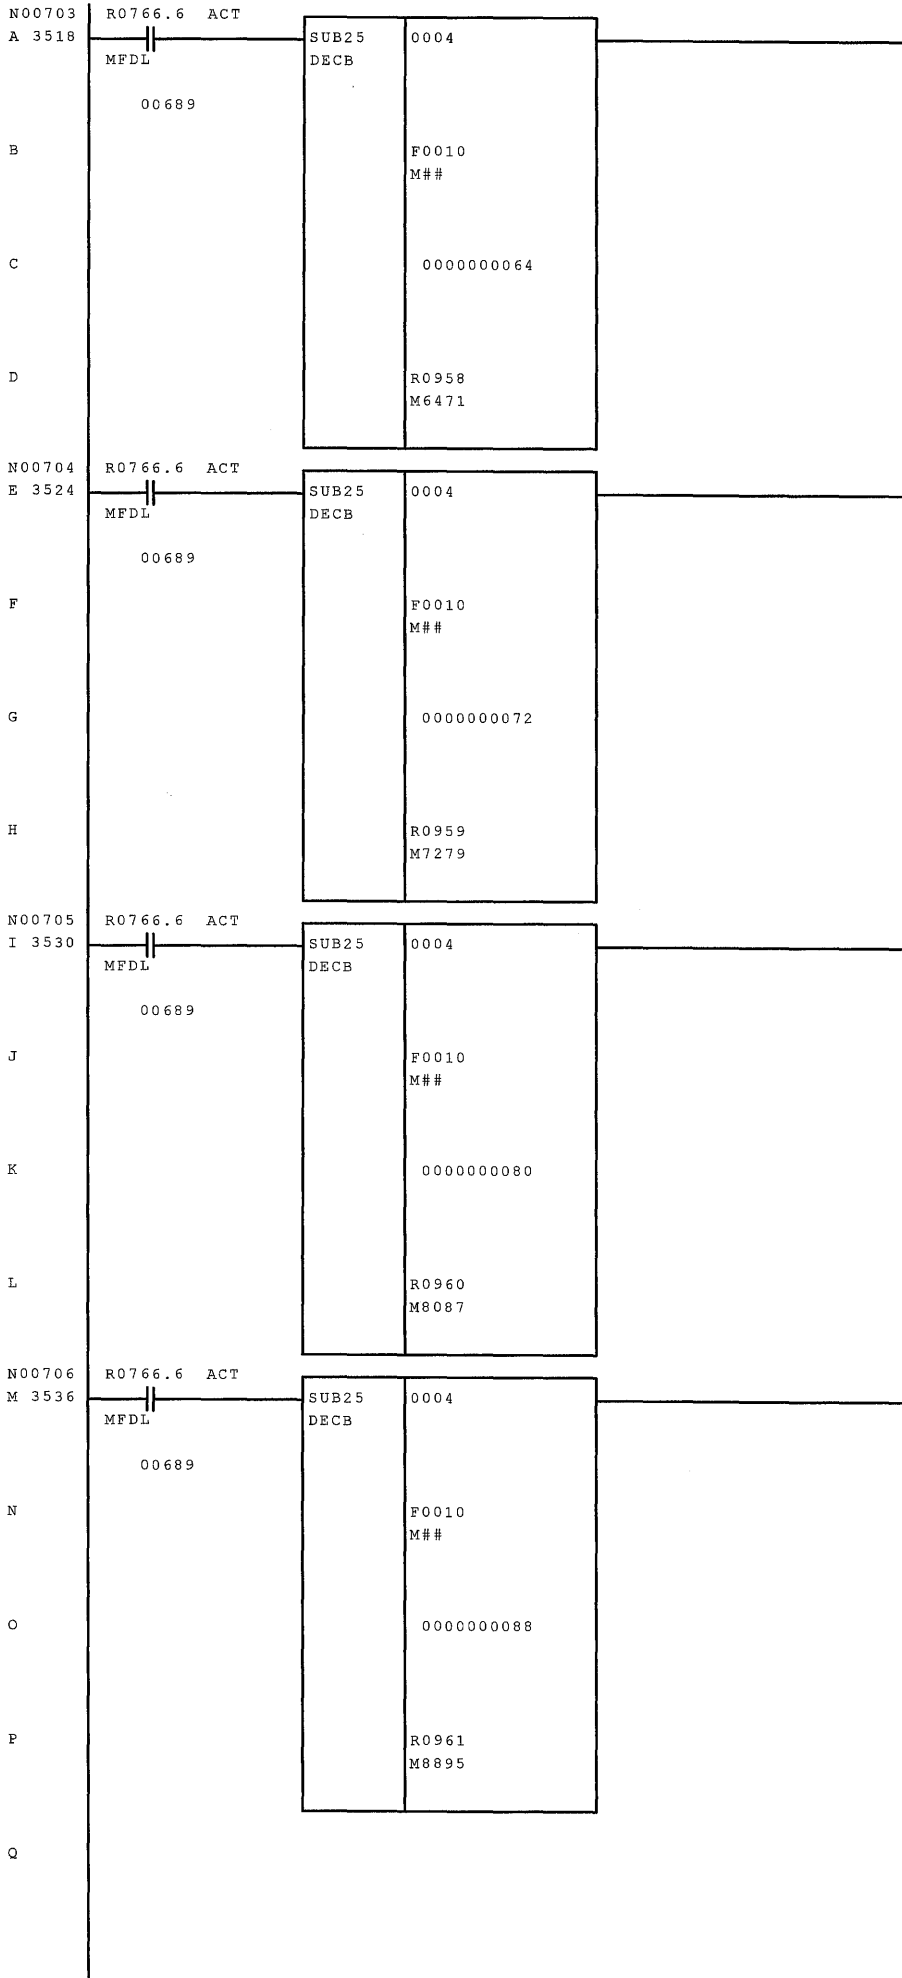 N00703 R0766.6 ACT
A 3518 SUB25 0004
MFDL DECB
00689
B F0010
M##
C 0000000064
D R0958
M6471
N00704 R0766.6 ACT
E 3524 SUB25 0004
MFDL DECB
00689
F F0010
M##
G 0000000072
H R0959
M7279
N00705 R0766.6 ACT
I 3530 SUB25 0004
MFDL DECB
00689
J F0010
M##
K 0000000080
L R0960
M8087
N00706 R0766.6 ACT
M 3536 SUB25 0004
MFDL DECB
00689
N F0010
M##
O 0000000088
P R0961
M8895
Q